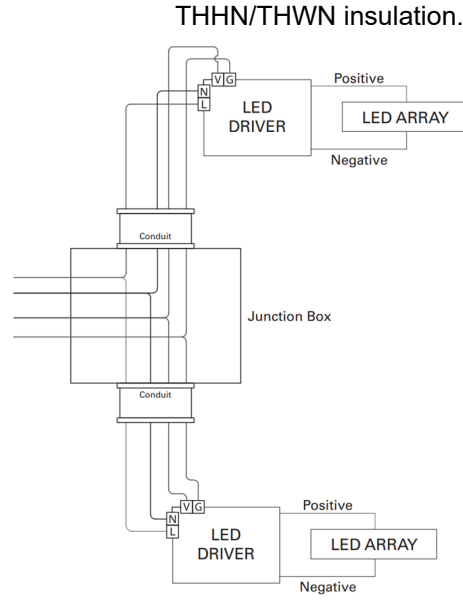 THHN/THWN insulation.
V G
N
L
LED
DRIVER
Positive
LED ARRAY
Negative
Conduit
Junction Box
Conduit
V G
N
L
LED
DRIVER
Positive
LED ARRAY
Negative